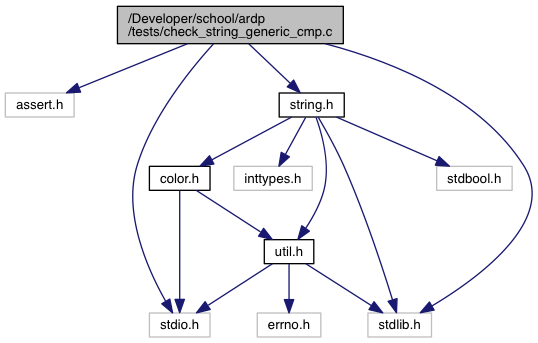 /Developer/school/ardp
/tests/check_string_generic_cmp.c
assert.h
string.h
color.h
inttypes.h
stdbool.h
util.h
stdio.h
errno.h
stdlib.h